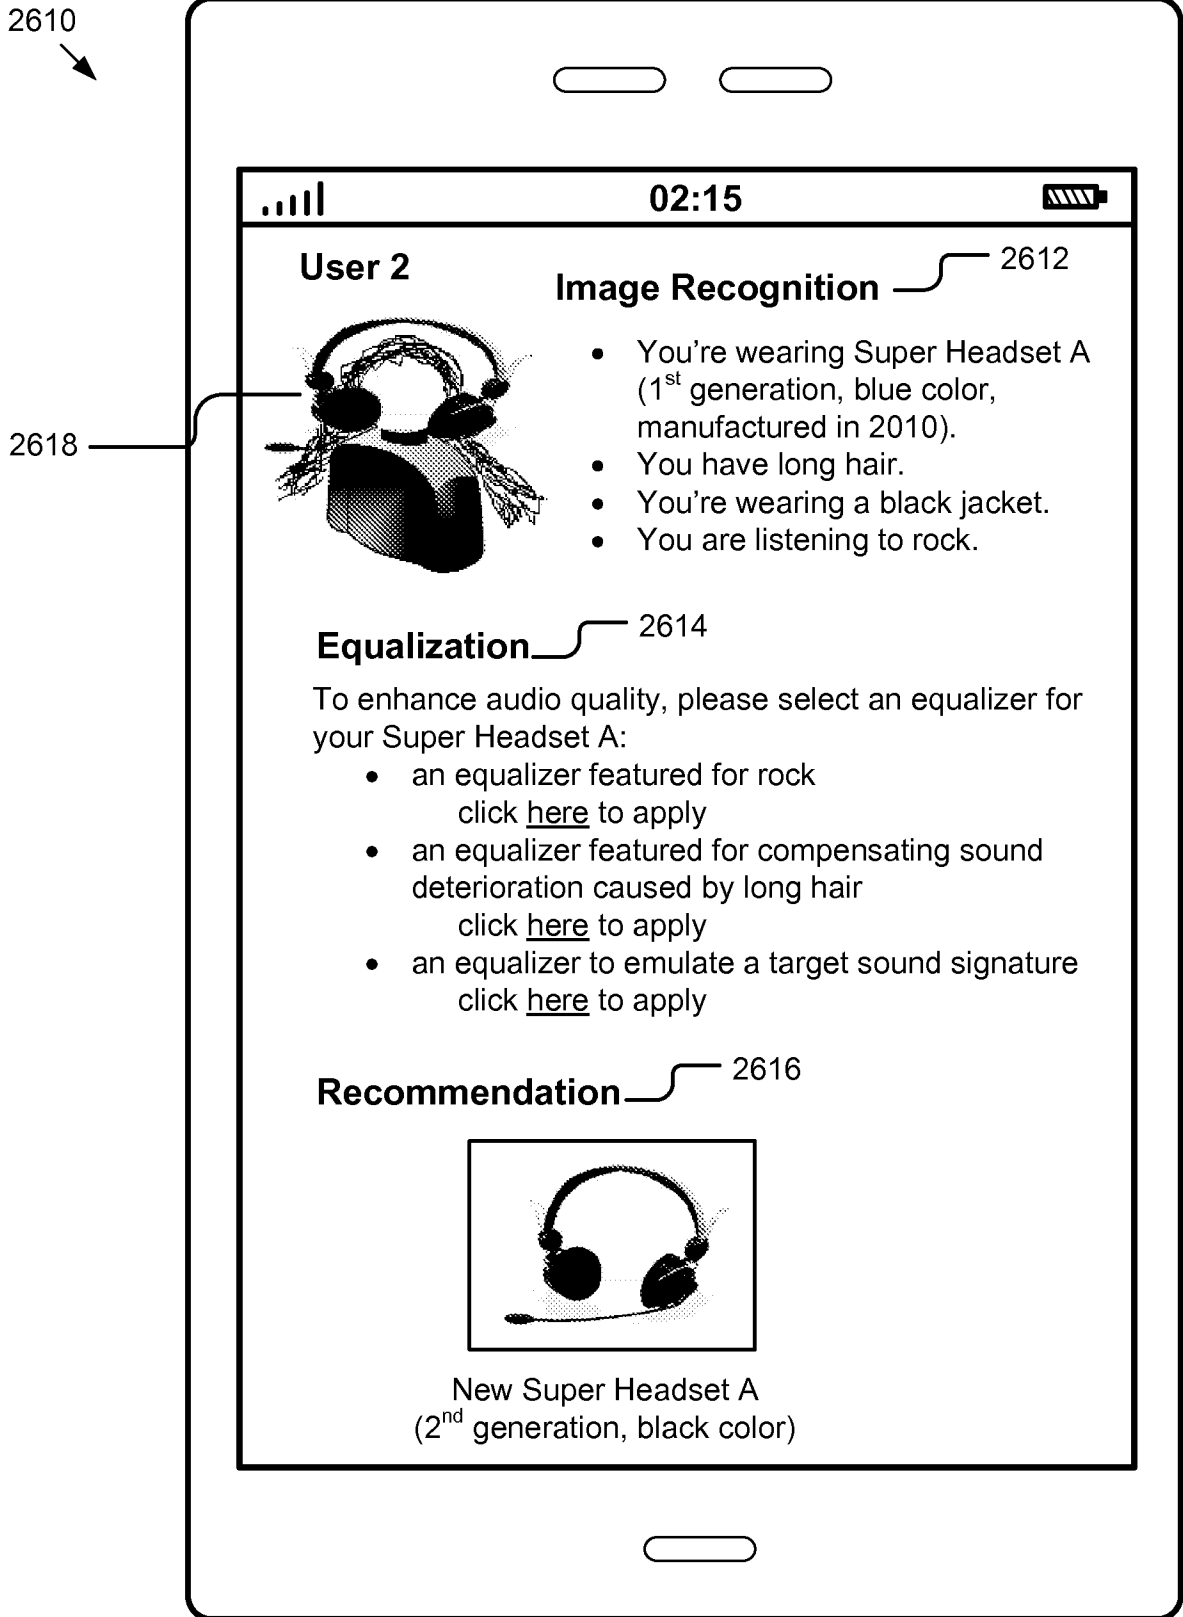 2610
02:15
User 2
2612
Image Recognition
• You're wearing Super Headset A
(1st generation, blue color,
manufactured in 2010).
• You have long hair.
• You're wearing a black jacket.
• You are listening to rock.
2618
2614
Equalization
To enhance audio quality, please select an equalizer for
your Super Headset A:
• an equalizer featured for rock
click here to apply
• an equalizer featured for compensating sound
deterioration caused by long hair
click here to apply
• an equalizer to emulate a target sound signature
click here to apply
2616
Recommendation
New Super Headset A
(2nd generation, black color)